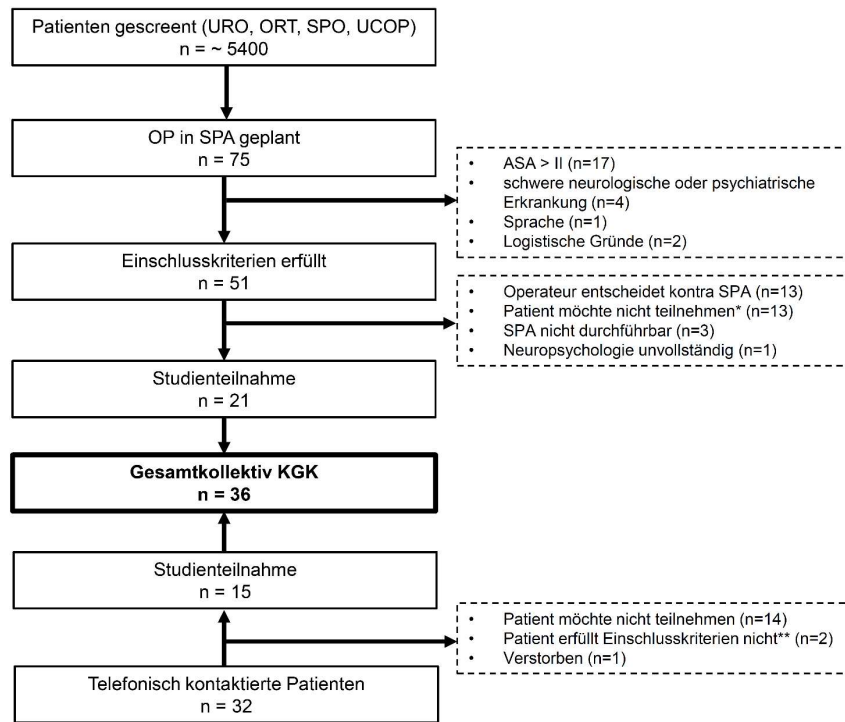 Patienten gescreent (URO, ORT, SPO, UCOP)
n = ~ 5400
OP in SPA geplant
n = 75
• ASA > II (n=17)
• schwere neurologische oder psychiatrische
Erkrankung (n=4)
• Sprache (n=1)
• Logistische Gründe (n=2)
Einschlusskriterien erfüllt
n = 51
• Operateur entscheidet kontra SPA (n=13)
• Patient möchte nicht teilnehmen* (n=13)
• SPA nicht durchführbar (n=3)
• Neuropsychologie unvollständig (n=1)
Studienteilnahme
n = 21
Gesamtkollektiv KGK
n = 36
Studienteilnahme
n = 15
• Patient möchte nicht teilnehmen (n=14)
• Patient erfüllt Einschlusskriterien nicht** (n=2)
• Verstorben (n=1)
Telefonisch kontaktierte Patienten
n = 32